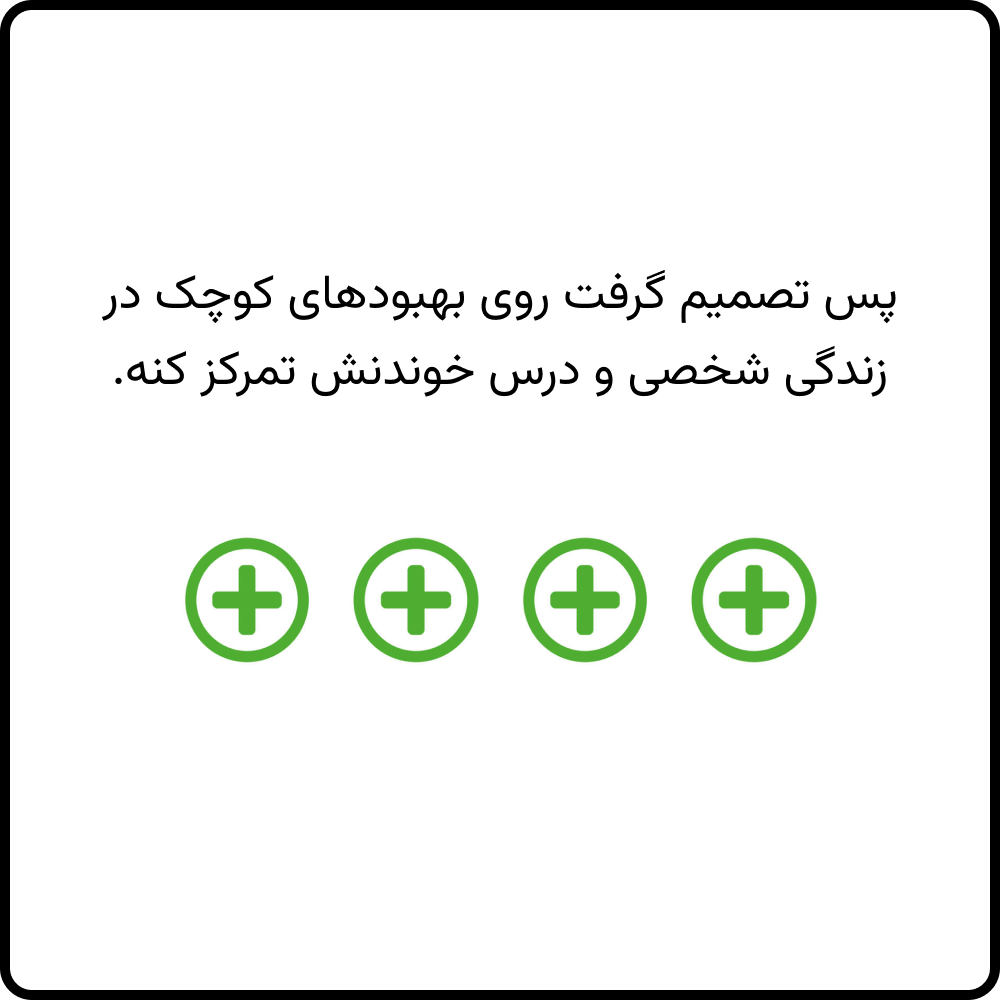 پس تصمیم گرفت روی بهبودهای کوچک در
زندگی شخصی و درس خوندنش تمرکز کنه.